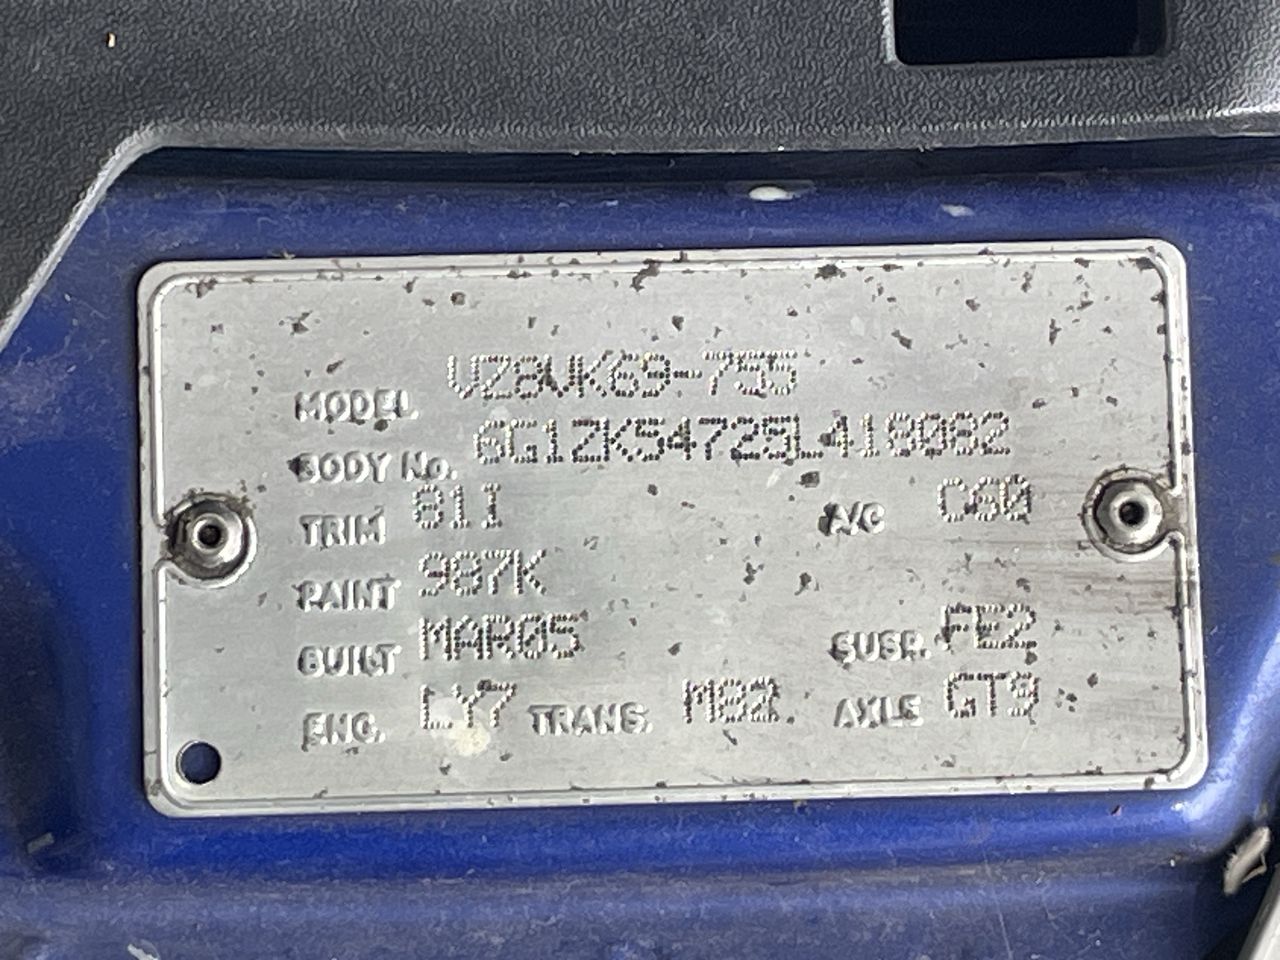 MODEL VZ8VK69-755
BODY No. 6G1ZK54725L418082
TRIM 81I A/C C60
PAINT 987K
BUILT MAR05 SUSP. FE2
ENG. LY7 TRANS. M82 AXLE GT9